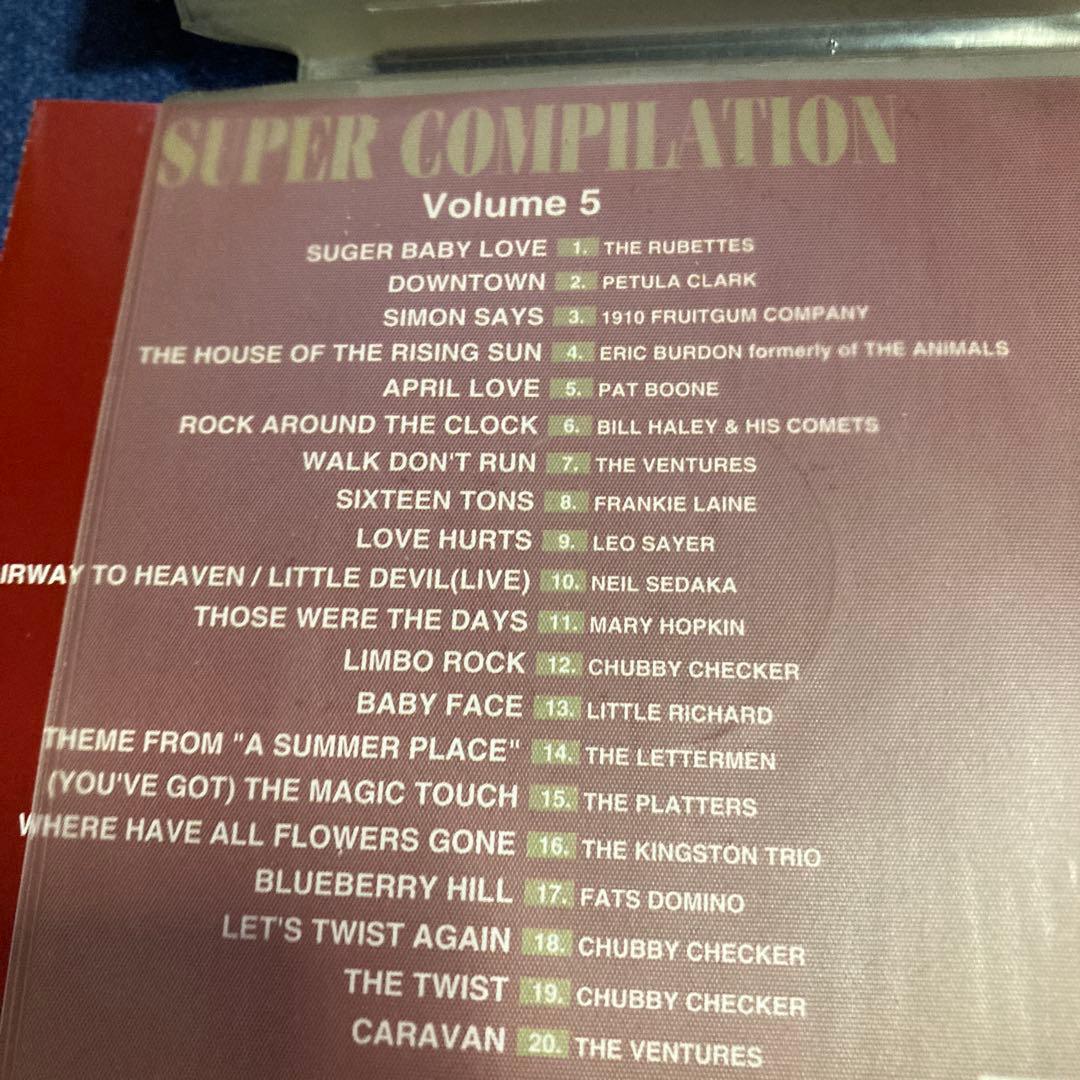 SUPER COMPILATION
Volume 5
SUGER BABY LOVE 1. THE RUBETTES
DOWNTOWN 2. PETULA CLARK
SIMON SAYS 3. 1910 FRUITGUM COMPANY
THE HOUSE OF THE RISING SUN 4. ERIC BURDON formerly of THE ANIMALS
APRIL LOVE 5. PAT BOONE
ROCK AROUND THE CLOCK 6. BILL HALEY & HIS COMETS
WALK DON'T RUN 7. THE VENTURES
SIXTEEN TONS 8. FRANKIE LAINE
LOVE HURTS 9. LEO SAYER
IRWAY TO HEAVEN / LITTLE DEVIL(LIVE) 10. NEIL SEDAKA
THOSE WERE THE DAYS 11. MARY HOPKIN
LIMBO ROCK 12. CHUBBY CHECKER
BABY FACE 13. LITTLE RICHARD
THEME FROM "A SUMMER PLACE" 14. THE LETTERMEN
(YOU'VE GOT) THE MAGIC TOUCH 15. THE PLATTERS
WHERE HAVE ALL FLOWERS GONE 16. THE KINGSTON TRIO
BLUEBERRY HILL 17. FATS DOMINO
LET'S TWIST AGAIN 18. CHUBBY CHECKER
THE TWIST 19. CHUBBY CHECKER
CARAVAN 20. THE VENTURES